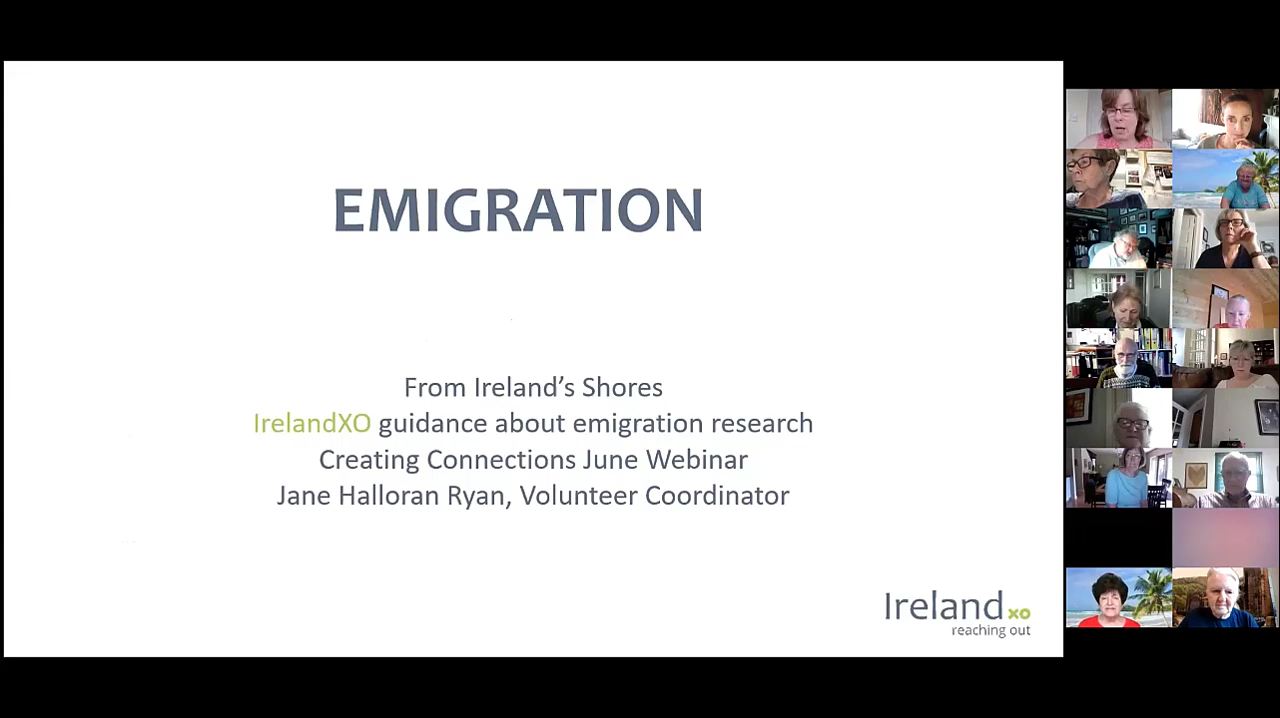 EMIGRATION
From Ireland’s Shores
IrelandXO guidance about emigration research
Creating Connections June Webinar
Jane Halloran Ryan, Volunteer Coordinator
Ireland xo
reaching out